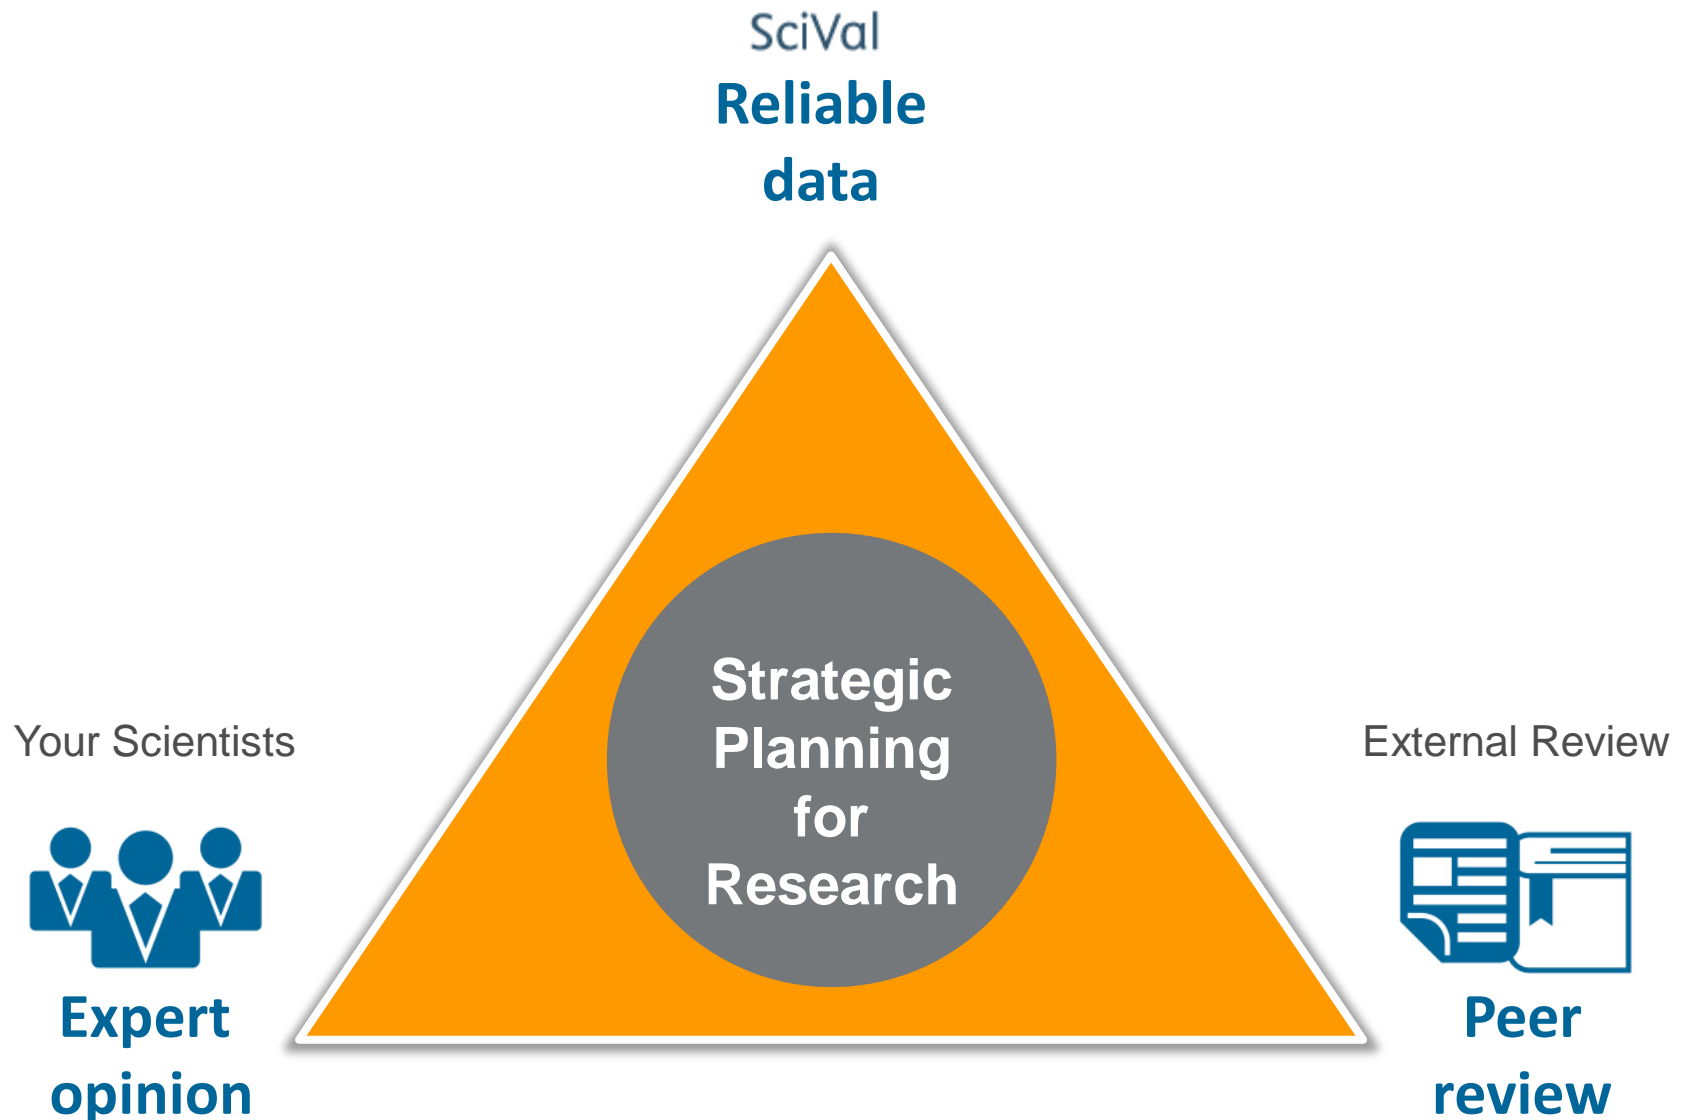 SciVal
Reliable
data
Strategic
Planning
for
Research
Your Scientists
Expert
opinion
External Review
Peer
review